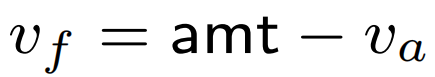 v_f = amt − v_a